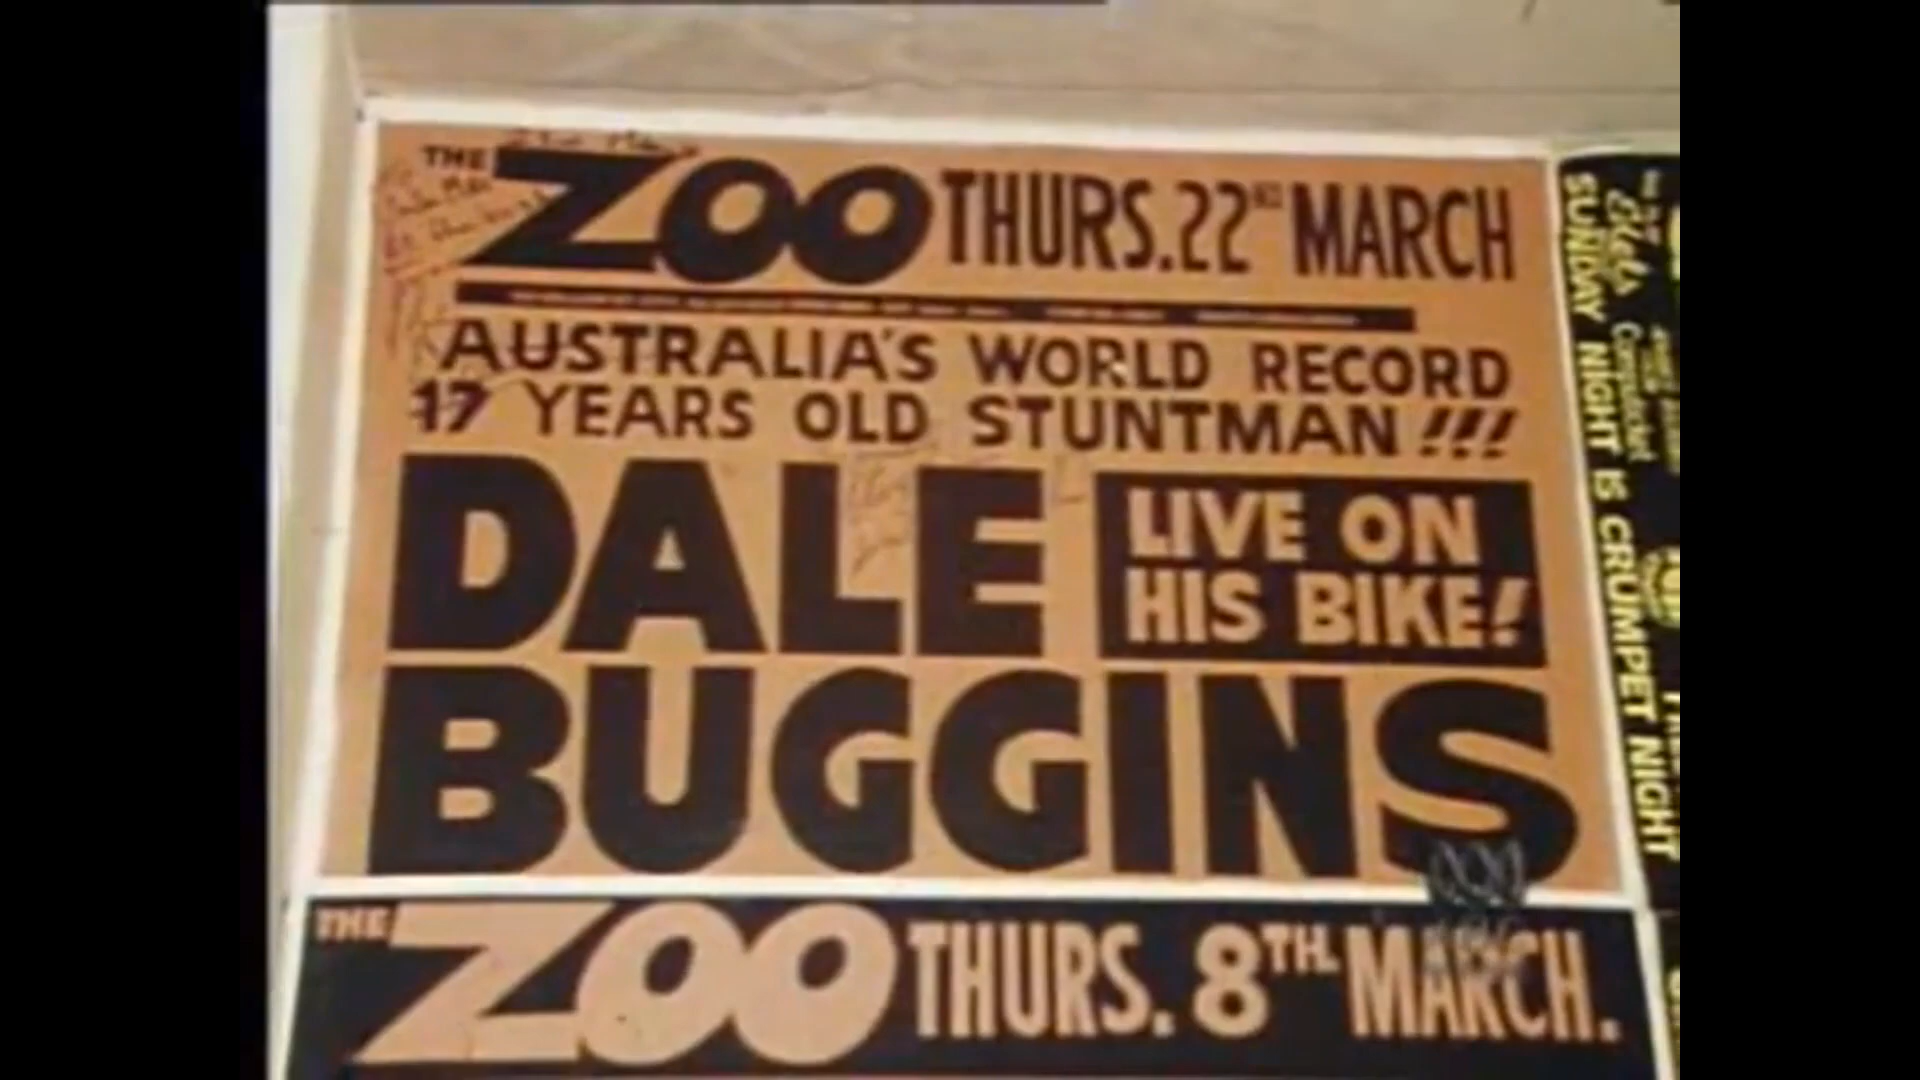 THE ZOO THURS. 22ND MARCH
AUSTRALIA'S WORLD RECORD
17 YEARS OLD STUNTMAN !!!
DALE
LIVE ON
HIS BIKE!
BUGGINS
THE ZOO THURS. 8TH. MARCH.
SUNDAY NIGHT IS CRUMPET NIGHT